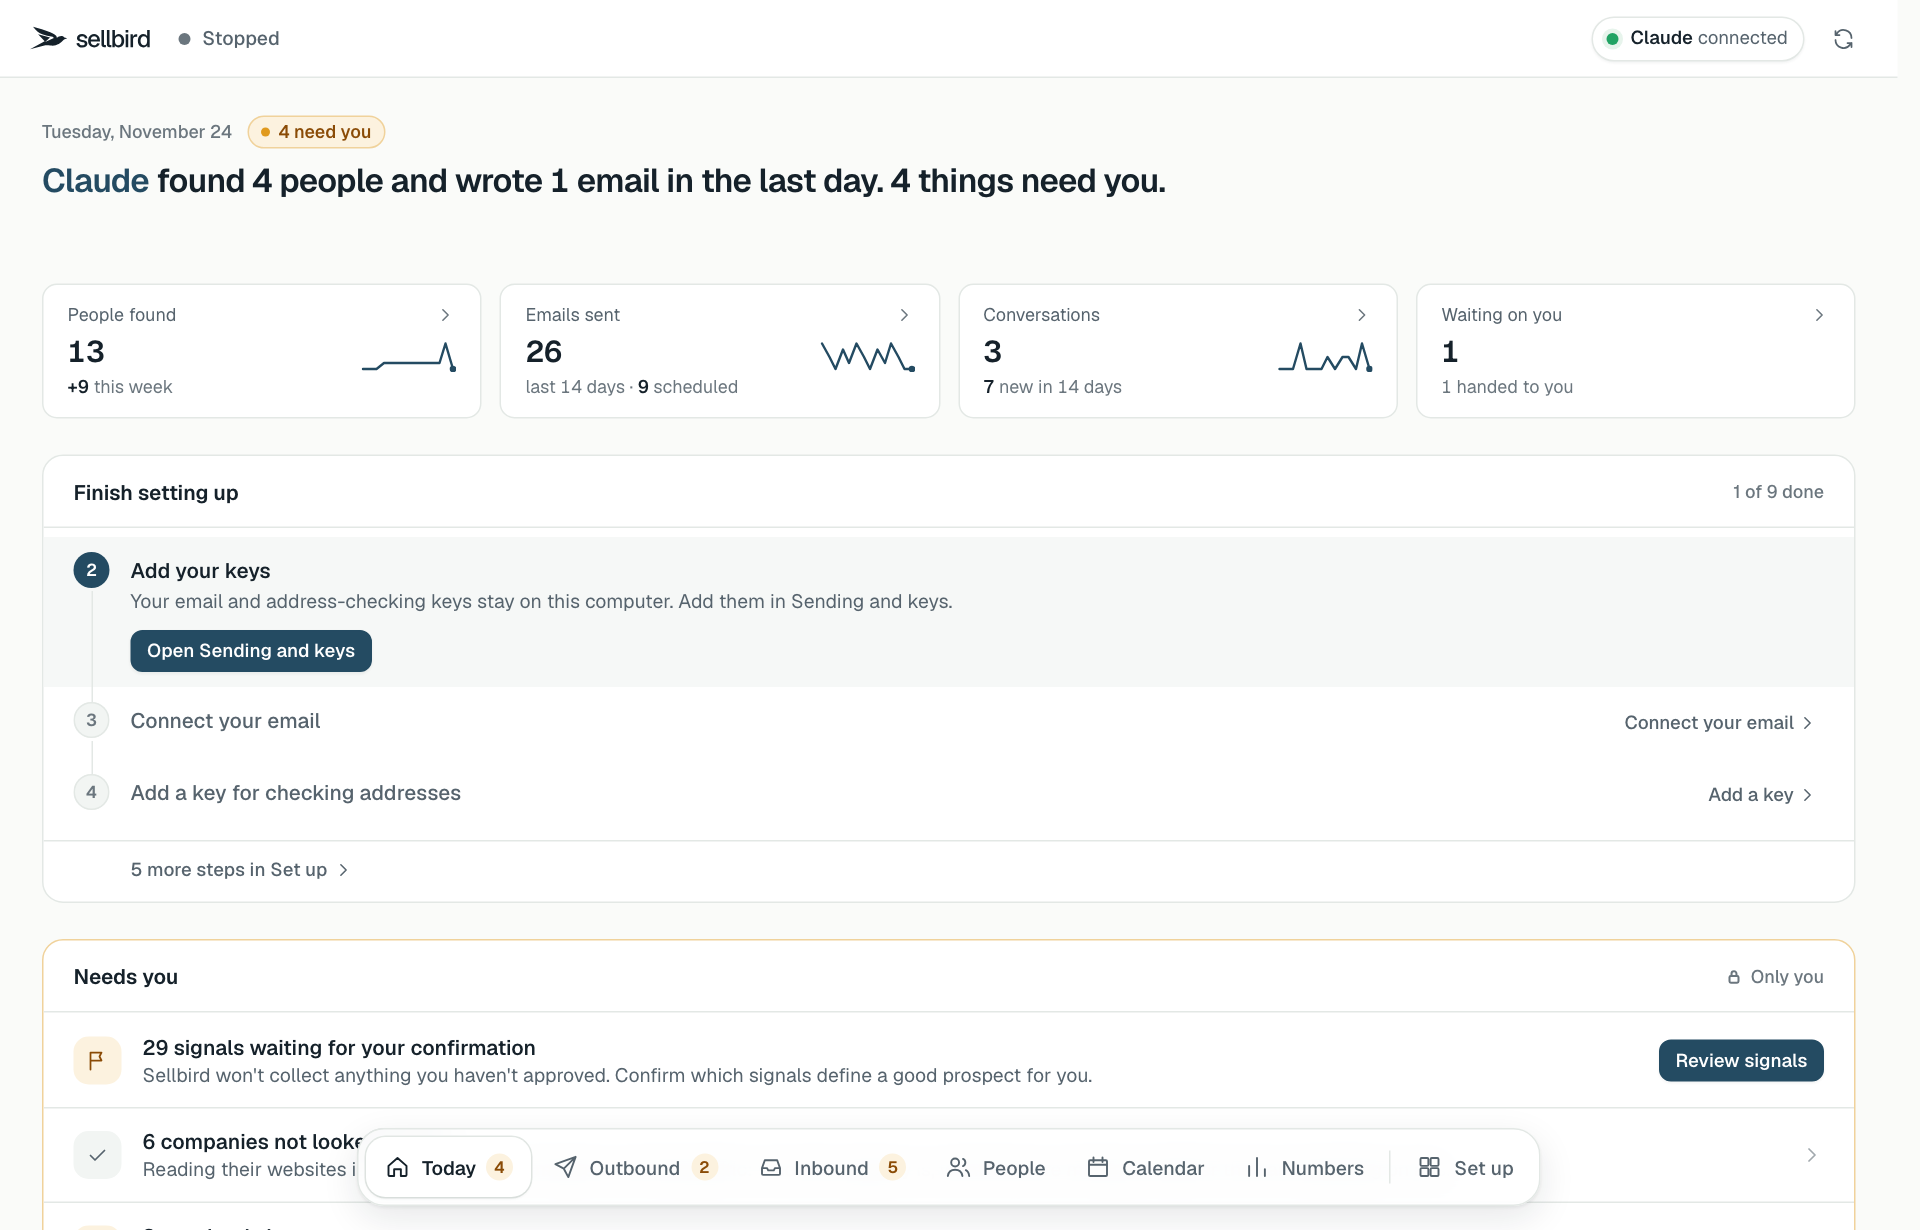 sellbird
Stopped
Claude connected
Tuesday, November 24
4 need you
Claude found 4 people and wrote 1 email in the last day. 4 things need you.
People found
13
+9 this week
Emails sent
26
last 14 days · 9 scheduled
Conversations
3
7 new in 14 days
Waiting on you
1
1 handed to you
Finish setting up
1 of 9 done
2
Add your keys
Your email and address-checking keys stay on this computer. Add them in Sending and keys.
Open Sending and keys
3
Connect your email
Connect your email
4
Add a key for checking addresses
Add a key
5 more steps in Set up
Needs you
Only you
29 signals waiting for your confirmation
Sellbird won't collect anything you haven't approved. Confirm which signals define a good prospect for you.
Review signals
6 companies not looke
Reading their websites i
Today 4
Outbound 2
Inbound 5
People
Calendar
Numbers
Set up